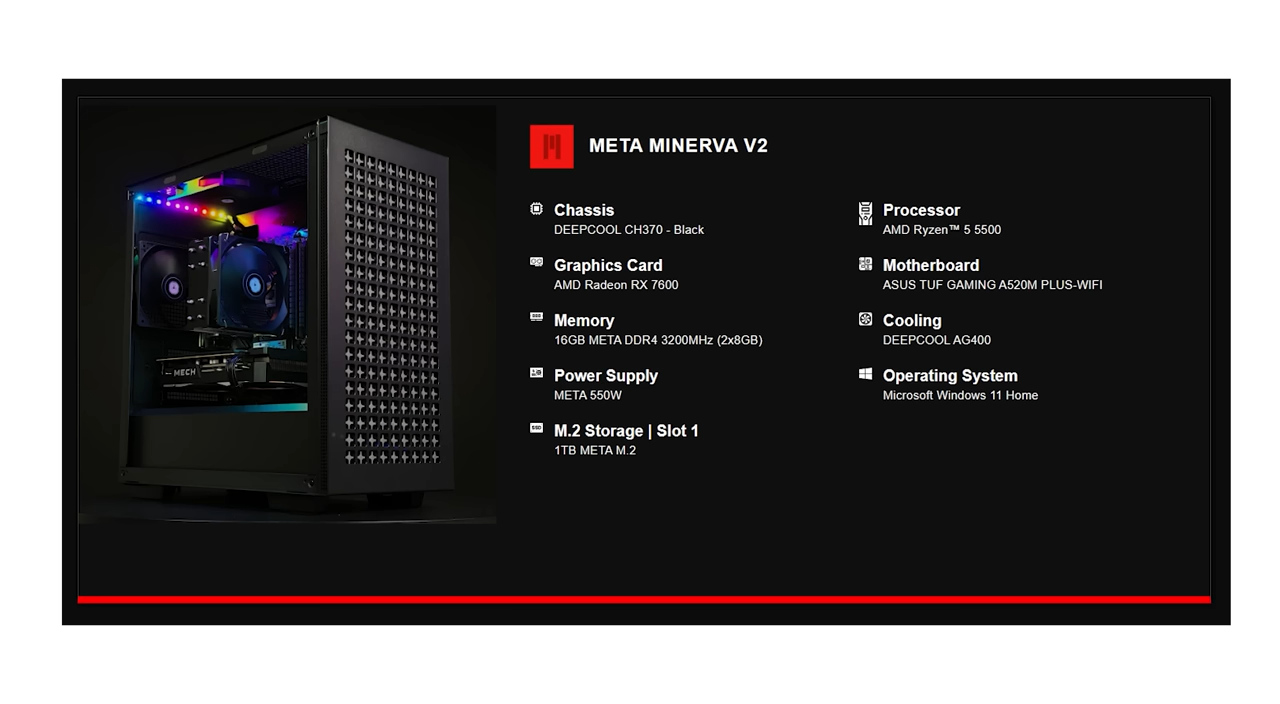 META MINERVA V2
Chassis
DEEPCOOL CH370 - Black
Processor
AMD Ryzen™ 5 5500
Graphics Card
AMD Radeon RX 7600
Motherboard
ASUS TUF GAMING A520M PLUS-WIFI
Memory
16GB META DDR4 3200MHz (2x8GB)
Cooling
DEEPCOOL AG400
Power Supply
META 550W
Operating System
Microsoft Windows 11 Home
SSD
M.2 Storage | Slot 1
1TB META M.2
MECH